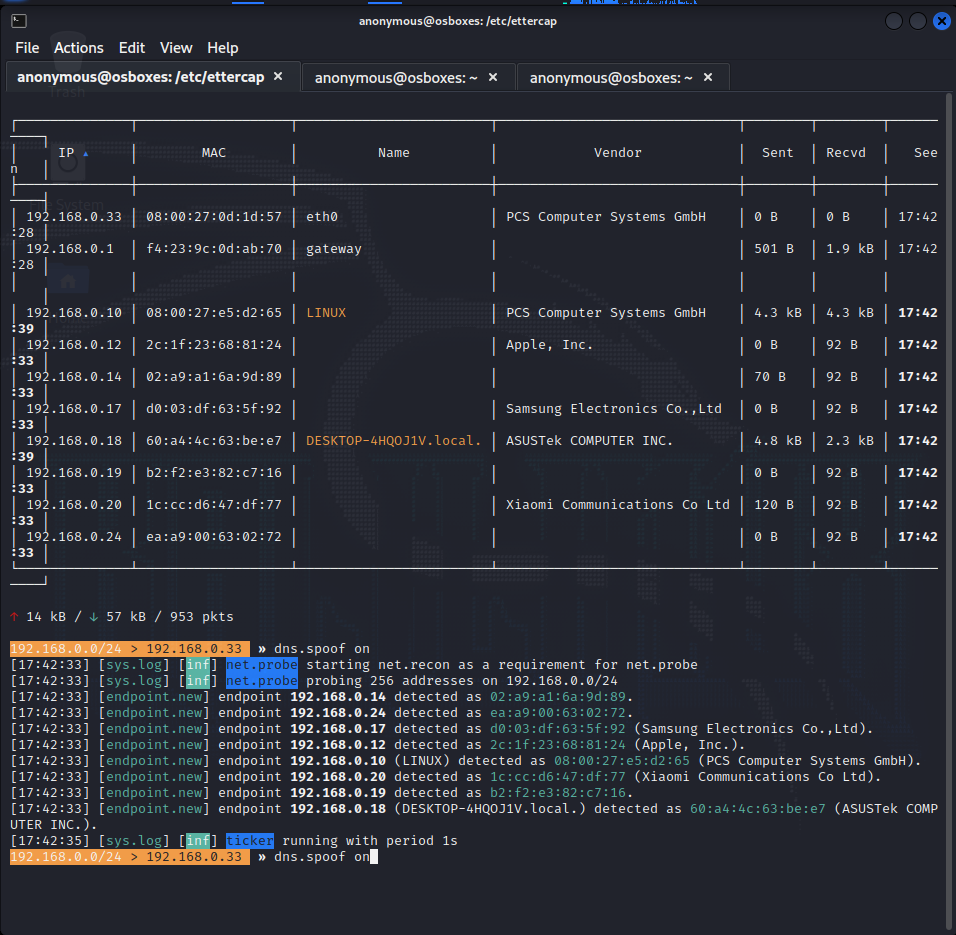 anonymous@osboxes: /etc/ettercap
File Actions Edit View Help
anonymous@osboxes: /etc/ettercap × anonymous@osboxes: ~ × anonymous@osboxes: ~ ×
Trash
IP ▴ │ MAC │ Name │ Vendor │ Sent │ Recvd │ See
n │
File System
│ 192.168.0.33 │ 08:00:27:0d:1d:57 │ eth0 │ PCS Computer Systems GmbH │ 0 B │ 0 B │ 17:42
:28 │
│ 192.168.0.1 │ f4:23:9c:0d:ab:70 │ gateway │ │ 501 B │ 1.9 kB │ 17:42
:28 │
│ 192.168.0.10 │ 08:00:27:e5:d2:65 │ LINUX │ PCS Computer Systems GmbH │ 4.3 kB │ 4.3 kB │ 17:42
:39 │
│ 192.168.0.12 │ 2c:1f:23:68:81:24 │ │ Apple, Inc. │ 0 B │ 92 B │ 17:42
:33 │
│ 192.168.0.14 │ 02:a9:a1:6a:9d:89 │ │ │ 70 B │ 92 B │ 17:42
:33 │
│ 192.168.0.17 │ d0:03:df:63:5f:92 │ │ Samsung Electronics Co.,Ltd │ 0 B │ 92 B │ 17:42
:33 │
│ 192.168.0.18 │ 60:a4:4c:63:be:e7 │ DESKTOP-4HQOJ1V.local. │ ASUSTek COMPUTER INC. │ 4.8 kB │ 2.3 kB │ 17:42
:39 │
│ 192.168.0.19 │ b2:f2:e3:82:c7:16 │ │ │ 0 B │ 92 B │ 17:42
:33 │
│ 192.168.0.20 │ 1c:cc:d6:47:df:77 │ │ Xiaomi Communications Co Ltd │ 120 B │ 92 B │ 17:42
:33 │
│ 192.168.0.24 │ ea:a9:00:63:02:72 │ │ │ 0 B │ 92 B │ 17:42
:33 │
↑ 14 kB / ↓ 57 kB / 953 pkts
192.168.0.0/24 > 192.168.0.33 » dns.spoof on
[17:42:33] [sys.log] [inf] net.probe starting net.recon as a requirement for net.probe
[17:42:33] [sys.log] [inf] net.probe probing 256 addresses on 192.168.0.0/24
[17:42:33] [endpoint.new] endpoint 192.168.0.14 detected as 02:a9:a1:6a:9d:89.
[17:42:33] [endpoint.new] endpoint 192.168.0.24 detected as ea:a9:00:63:02:72.
[17:42:33] [endpoint.new] endpoint 192.168.0.17 detected as d0:03:df:63:5f:92 (Samsung Electronics Co.,Ltd).
[17:42:33] [endpoint.new] endpoint 192.168.0.12 detected as 2c:1f:23:68:81:24 (Apple, Inc.).
[17:42:33] [endpoint.new] endpoint 192.168.0.10 (LINUX) detected as 08:00:27:e5:d2:65 (PCS Computer Systems GmbH).
[17:42:33] [endpoint.new] endpoint 192.168.0.20 detected as 1c:cc:d6:47:df:77 (Xiaomi Communications Co Ltd).
[17:42:33] [endpoint.new] endpoint 192.168.0.19 detected as b2:f2:e3:82:c7:16.
[17:42:33] [endpoint.new] endpoint 192.168.0.18 (DESKTOP-4HQOJ1V.local.) detected as 60:a4:4c:63:be:e7 (ASUSTek COMP
UTER INC.).
[17:42:35] [sys.log] [inf] ticker running with period 1s
192.168.0.0/24 > 192.168.0.33 » dns.spoof on